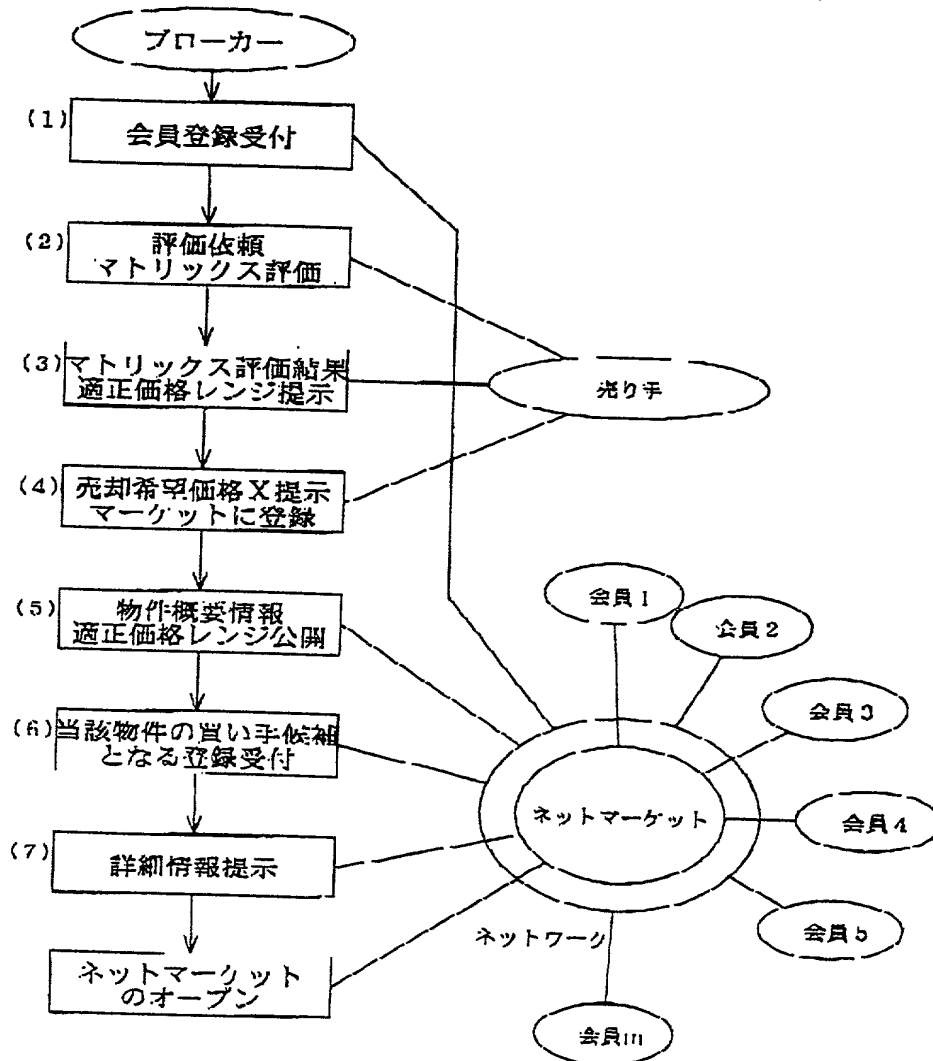 ブローカー
(1)
会員登録受付
(2)
評価依頼
マトリックス評価
(3)
マトリックス評価結果
適正価格レンジ提示
売り手
(4)
売却希望価格X提示
マーケットに登録
(5)
物件概要情報
適正価格レンジ公開
会員1
会員2
会員3
(6)
当該物件の買い手候補
となる登録受付
ネットマーケット
会員4
(7)
詳細情報提示
会員5
ネットワーク
ネットマーケット
のオープン
会員m